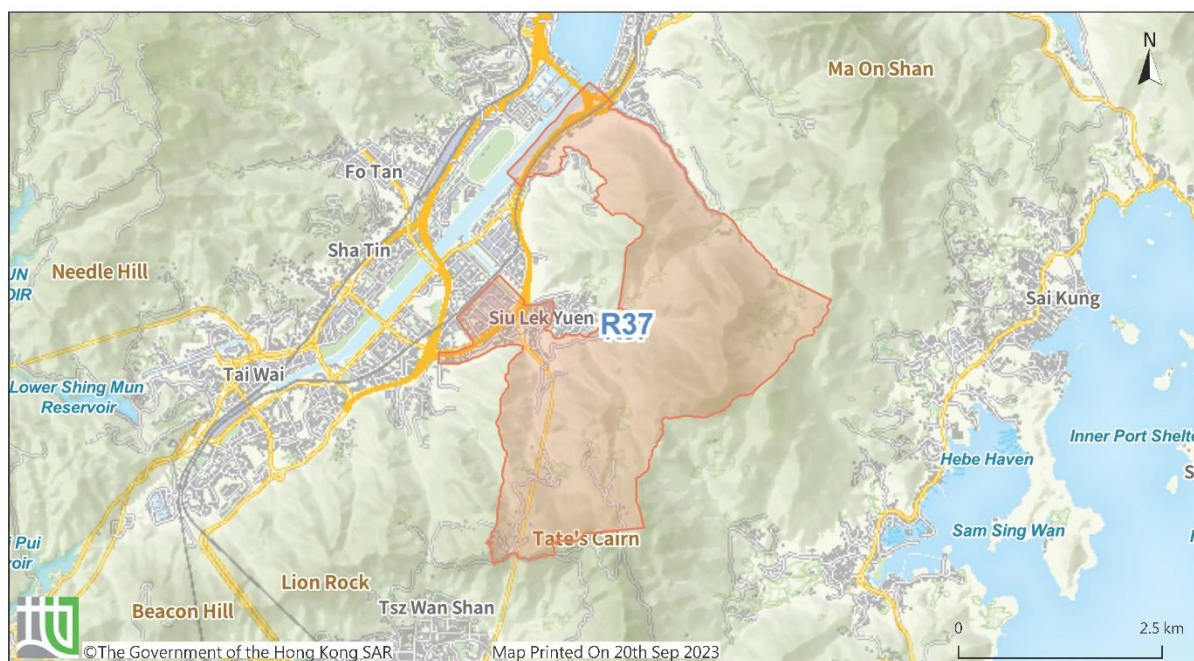 N
Ma On Shan
Fo Tan
Sha Tin
Needle Hill
UN
OIR
Sai Kung
Siu Lek Yuen
R37
Tai Wai
Lower Shing Mun
Reservoir
Inner Port Shelte
Hebe Haven
S
Sam Sing Wan
Tate's Cairn
i Pui
voir
Lion Rock
Beacon Hill
Tsz Wan Shan
0
2.5 km
©The Government of the Hong Kong SAR
Map Printed On 20th Sep 2023